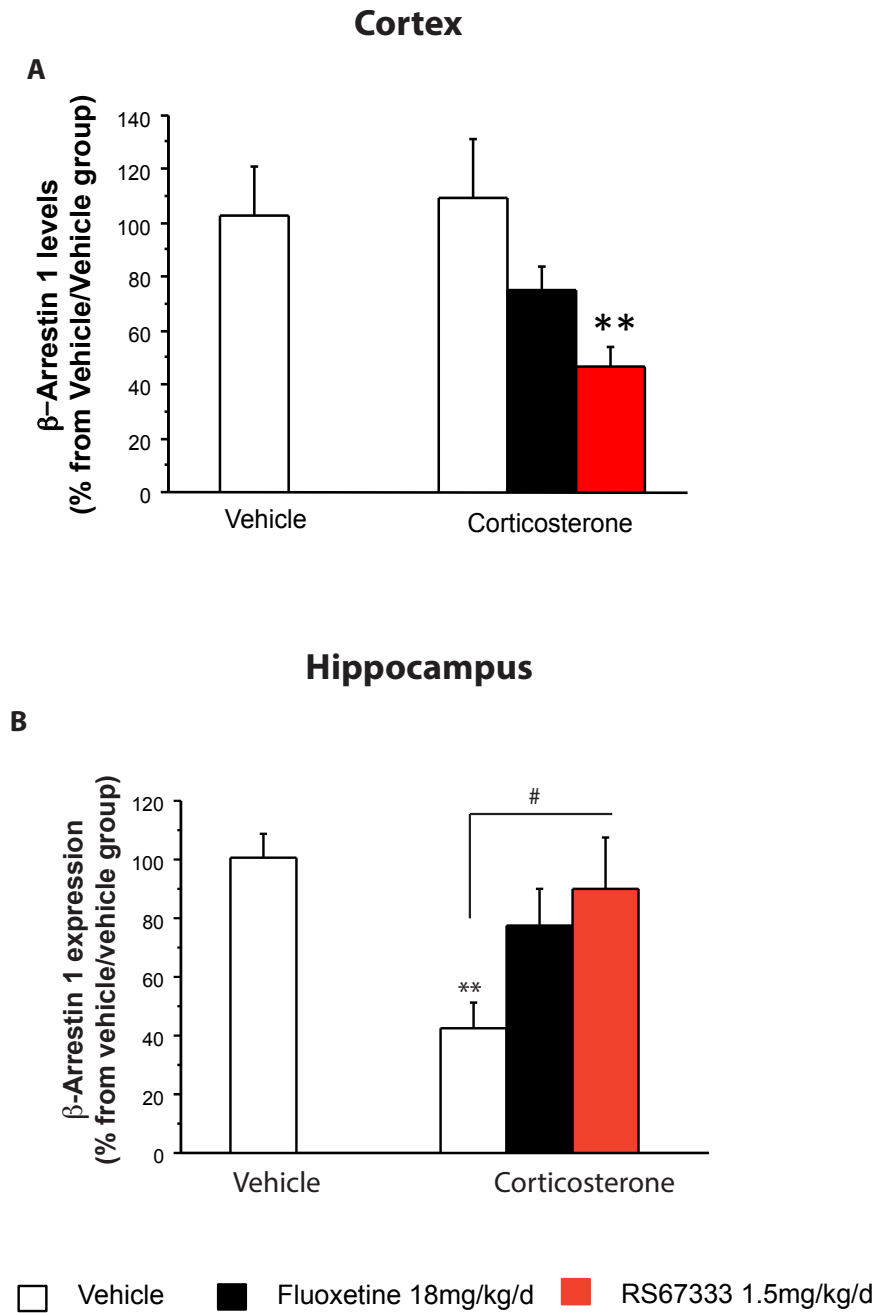 Cortex
A
β−Arrestin 1 levels
(% from Vehicle/Vehicle group)
140
120
100
80
60
40
20
0
**
Vehicle
Corticosterone
Hippocampus
B
β-Arrestin 1 expression
(% from vehicle/vehicle group)
120
100
80
60
40
20
0
#
**
Vehicle
Corticosterone
Vehicle Fluoxetine 18mg/kg/d RS67333 1.5mg/kg/d